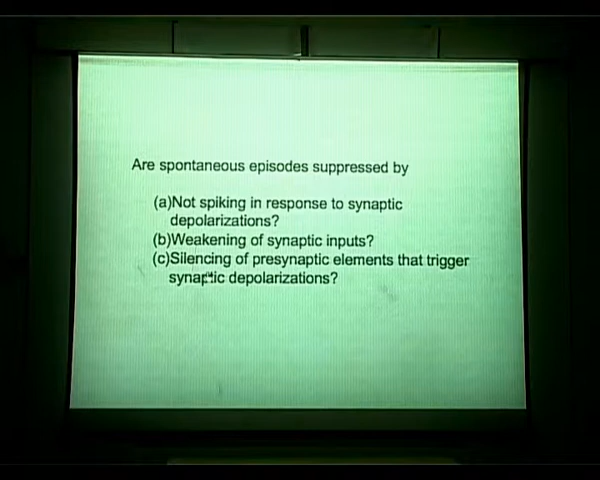 Are spontaneous episodes suppressed by
(a)Not spiking in response to synaptic
depolarizations?
(b)Weakening of synaptic inputs?
(c)Silencing of presynaptic elements that trigger
synaptic depolarizations?